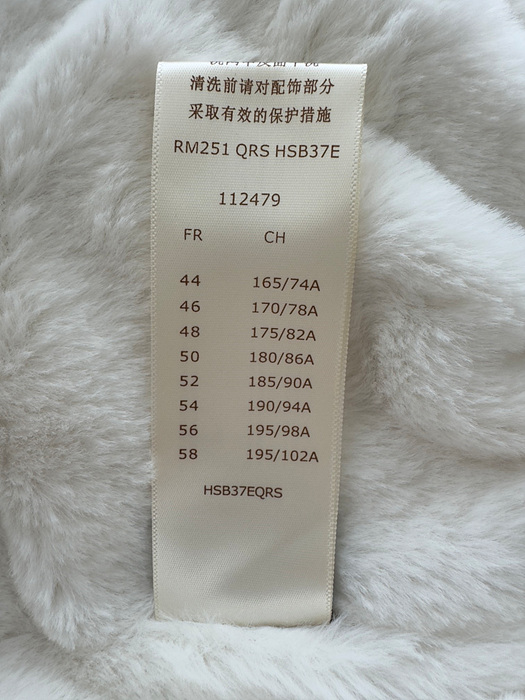 清洗前请对配饰部分
采取有效的保护措施
RM251 QRS HSB37E
112479
FR CH
44 165/74A
46 170/78A
48 175/82A
50 180/86A
52 185/90A
54 190/94A
56 195/98A
58 195/102A
HSB37EQRS